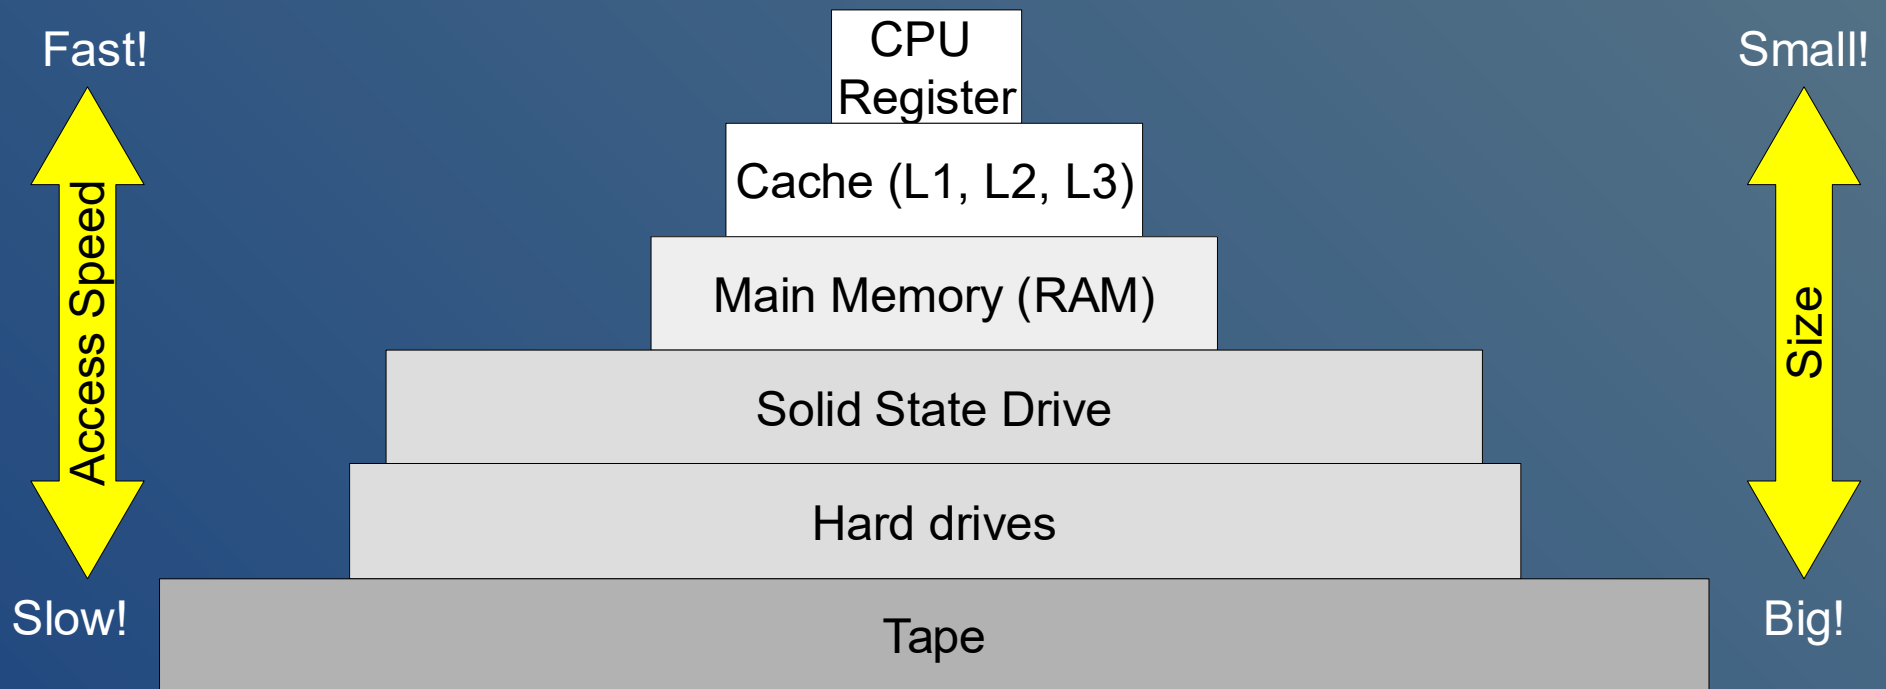 Fast!
Small!
CPU
Register
Cache (L1, L2, L3)
Main Memory (RAM)
Access Speed
Size
Solid State Drive
Hard drives
Slow!
Big!
Tape